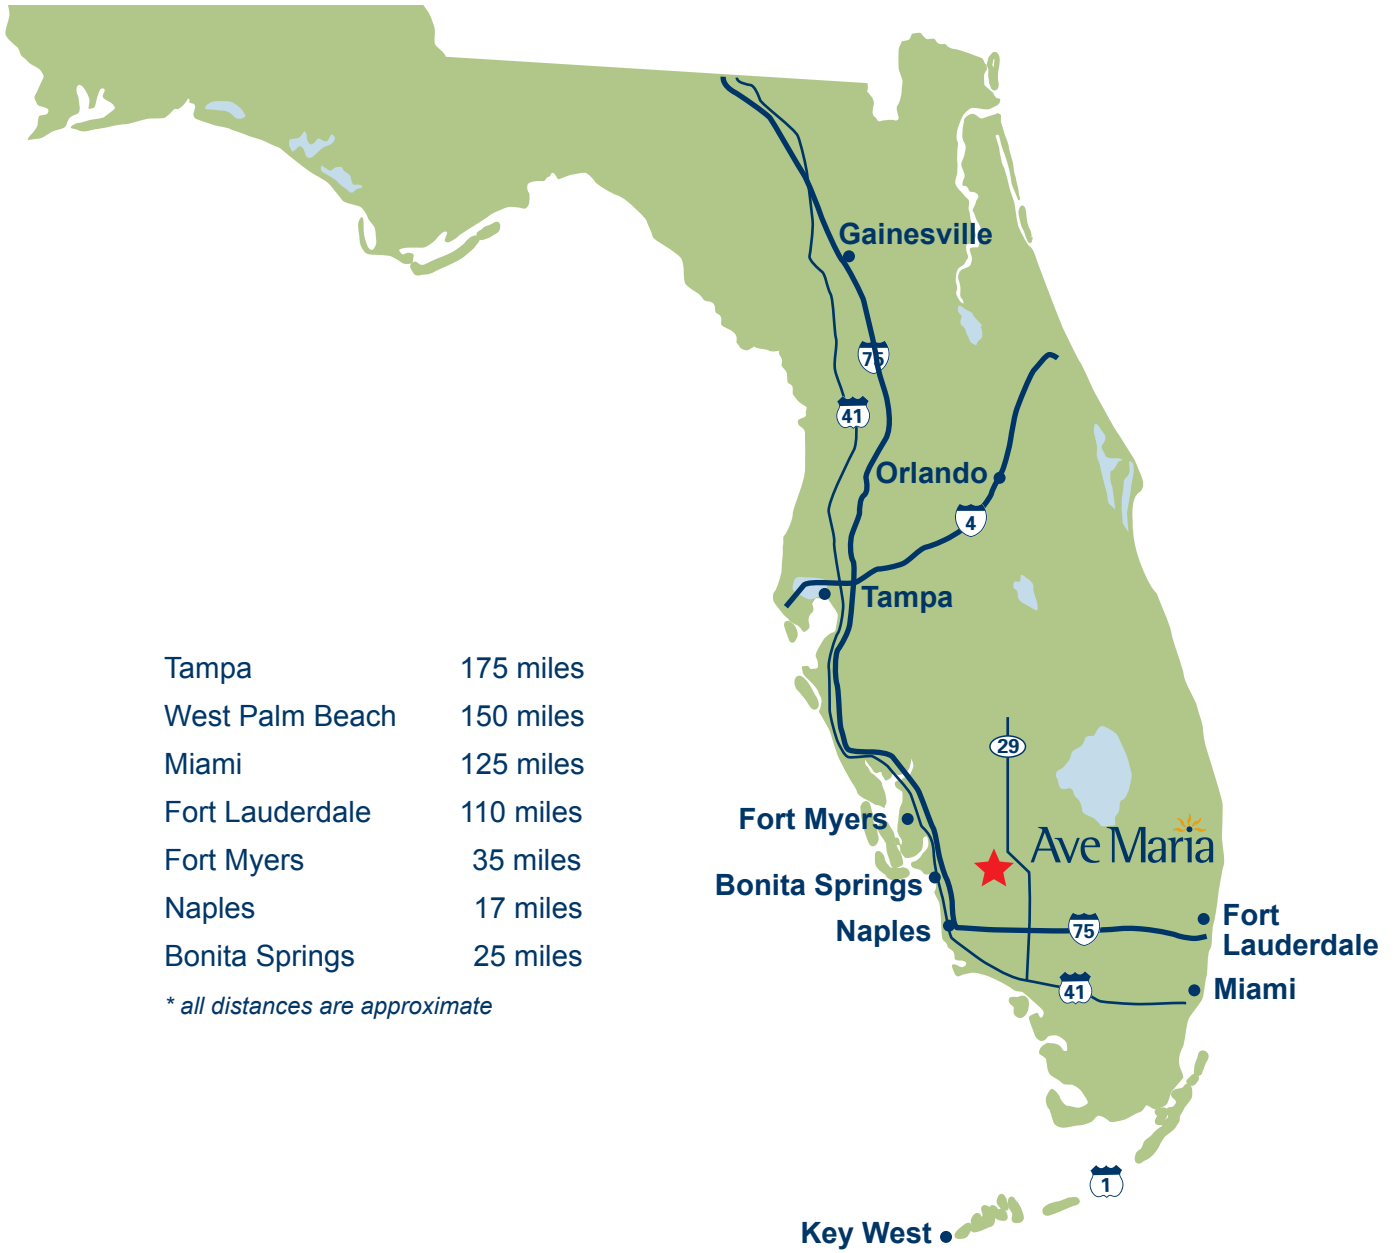 Gainesville
75
41
Orlando
4
Tampa
Tampa 175 miles
West Palm Beach 150 miles
Miami 125 miles
Fort Lauderdale 110 miles
Fort Myers 35 miles
Naples 17 miles
Bonita Springs 25 miles
* all distances are approximate
29
Fort Myers
Ave Maria
Bonita Springs
Naples
75
Fort
Lauderdale
41
Miami
1
Key West